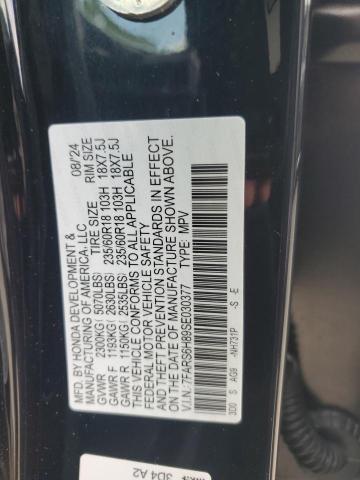 MFD. BY HONDA DEVELOPMENT & 08/24
MANUFACTURING OF AMERICA, LLC
TIRE SIZE RIM SIZE
GVWR 2300KG( 5070LBS)
GAWR F 1193KG( 2630LBS) 235/60R18 103H 18X7.5J
GAWR R 1150KG( 2535LBS) 235/60R18 103H 18X7.5J
THIS VEHICLE CONFORMS TO ALL APPLICABLE
FEDERAL MOTOR VEHICLE SAFETY
AND THEFT PREVENTION STANDARDS IN EFFECT
ON THE DATE OF MANUFACTURE SHOWN ABOVE.
V.I.N.: 7FARS6H89SE030377 TYPE: MPV
3D0 S AG9 -NH731P -S -E
3D4 A2